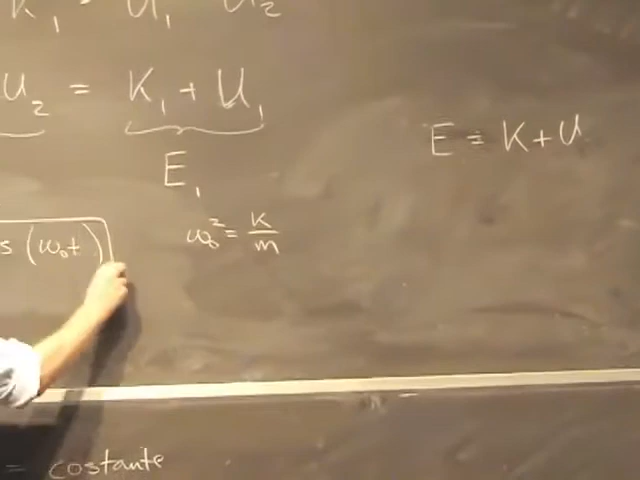 K₁ U₁ U₂
U₂ = K₁ + U₁
E = K + U
E₁
s (ω₀t)
ω₀² = k/m
= costante